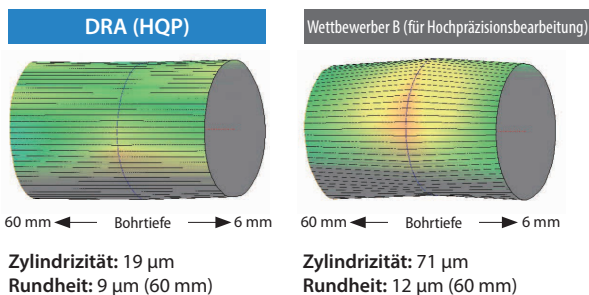 DRA (HQP)
Wettbewerber B (für Hochpräzisionsbearbeitung)
60 mm Bohrtiefe 6 mm
60 mm Bohrtiefe 6 mm
Zylindrizität: 19 µm
Rundheit: 9 µm (60 mm)
Zylindrizität: 71 µm
Rundheit: 12 µm (60 mm)